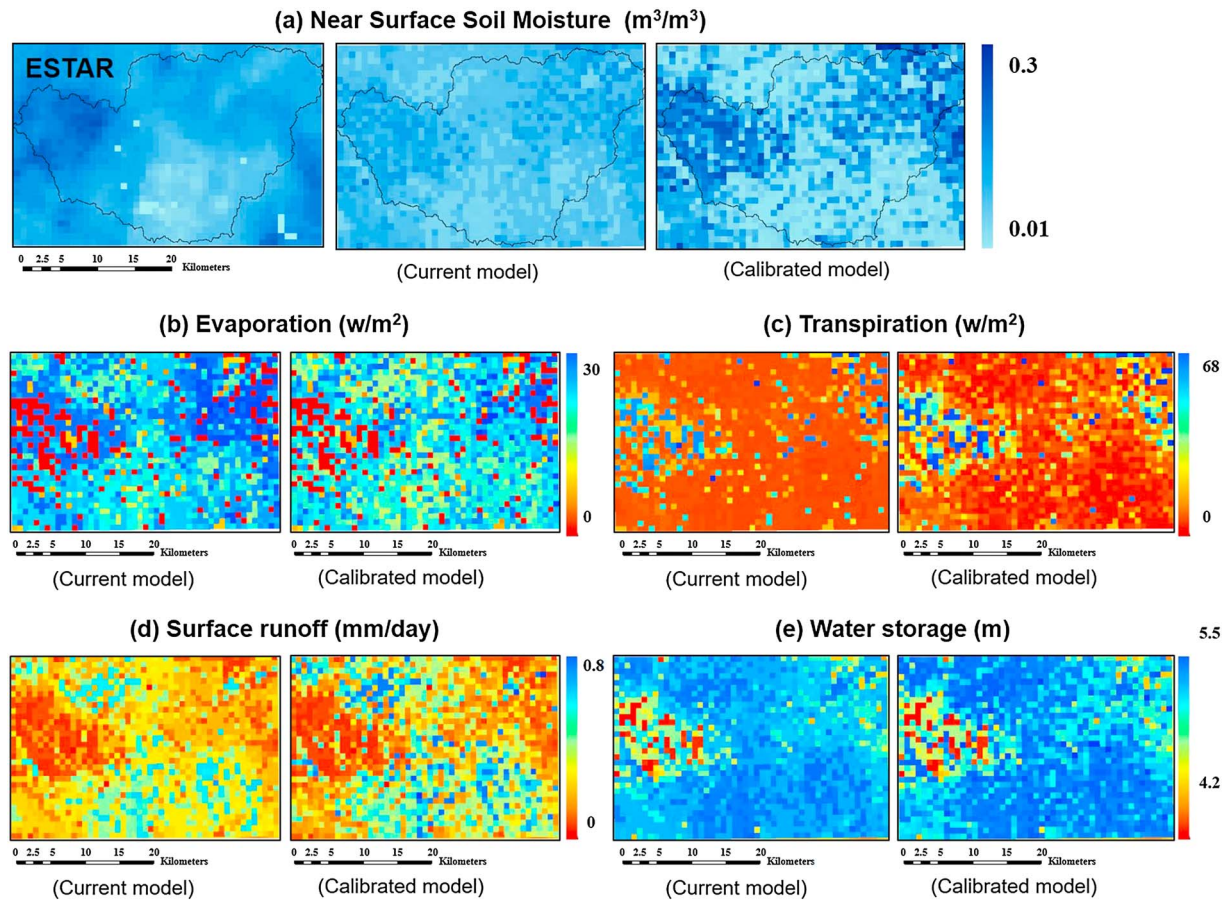 (a) Near Surface Soil Moisture (m³/m³)
ESTAR
0.3
0.01
0 2.5 5 10 15 20 Kilometers
(Current model)
(Calibrated model)
(b) Evaporation (w/m²)
(c) Transpiration (w/m²)
30
0
68
0
0 2.5 5 10 15 20 Kilometers
0 2.5 5 10 15 20 Kilometers
0 2.5 5 10 15 20 Kilometers
0 2.5 5 10 15 20 Kilometers
(Current model)
(Calibrated model)
(Current model)
(Calibrated model)
(d) Surface runoff (mm/day)
(e) Water storage (m)
0.8
0
5.5
4.2
0 2.5 5 10 15 20 Kilometers
0 2.5 5 10 15 20 Kilometers
0 2.5 5 10 15 20 Kilometers
0 2.5 5 10 15 20 Kilometers
(Current model)
(Calibrated model)
(Current model)
(Calibrated model)